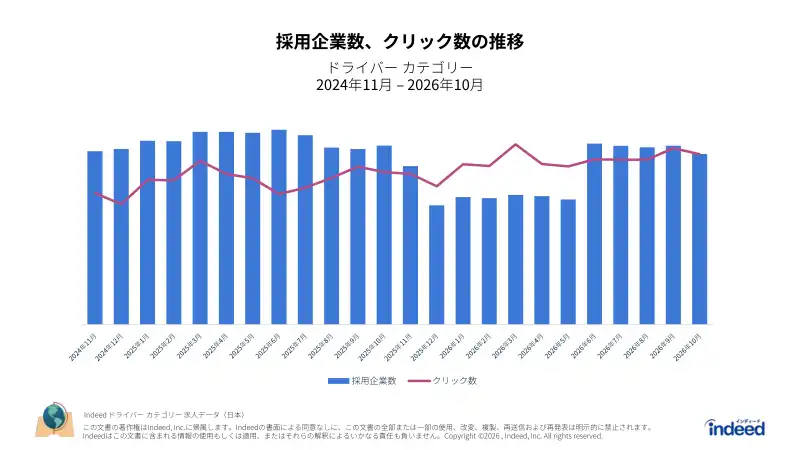 採用企業数、クリック数の推移
ドライバー カテゴリー
2024年11月 – 2026年10月
2024年11月
2024年12月
2025年1月
2025年2月
2025年3月
2025年4月
2025年5月
2025年6月
2025年7月
2025年8月
2025年9月
2025年10月
2025年11月
2025年12月
2026年1月
2026年2月
2026年3月
2026年4月
2026年5月
2026年6月
2026年7月
2026年8月
2026年9月
2026年10月
採用企業数 クリック数
Indeed ドライバー カテゴリー 求人データ（日本）
この文書の著作権はIndeed, Inc.に帰属します。Indeedの書面による同意なしに、この文書の全部または一部の使用、改変、複製、再送信および再発表は明示的に禁止されます。
Indeedはこの文書に含まれる情報の使用もしくは適用、またはそれらの解釈によるいかなる責任も負いません。Copyright ©2026 , Indeed, Inc. All rights reserved.
インディード
indeed